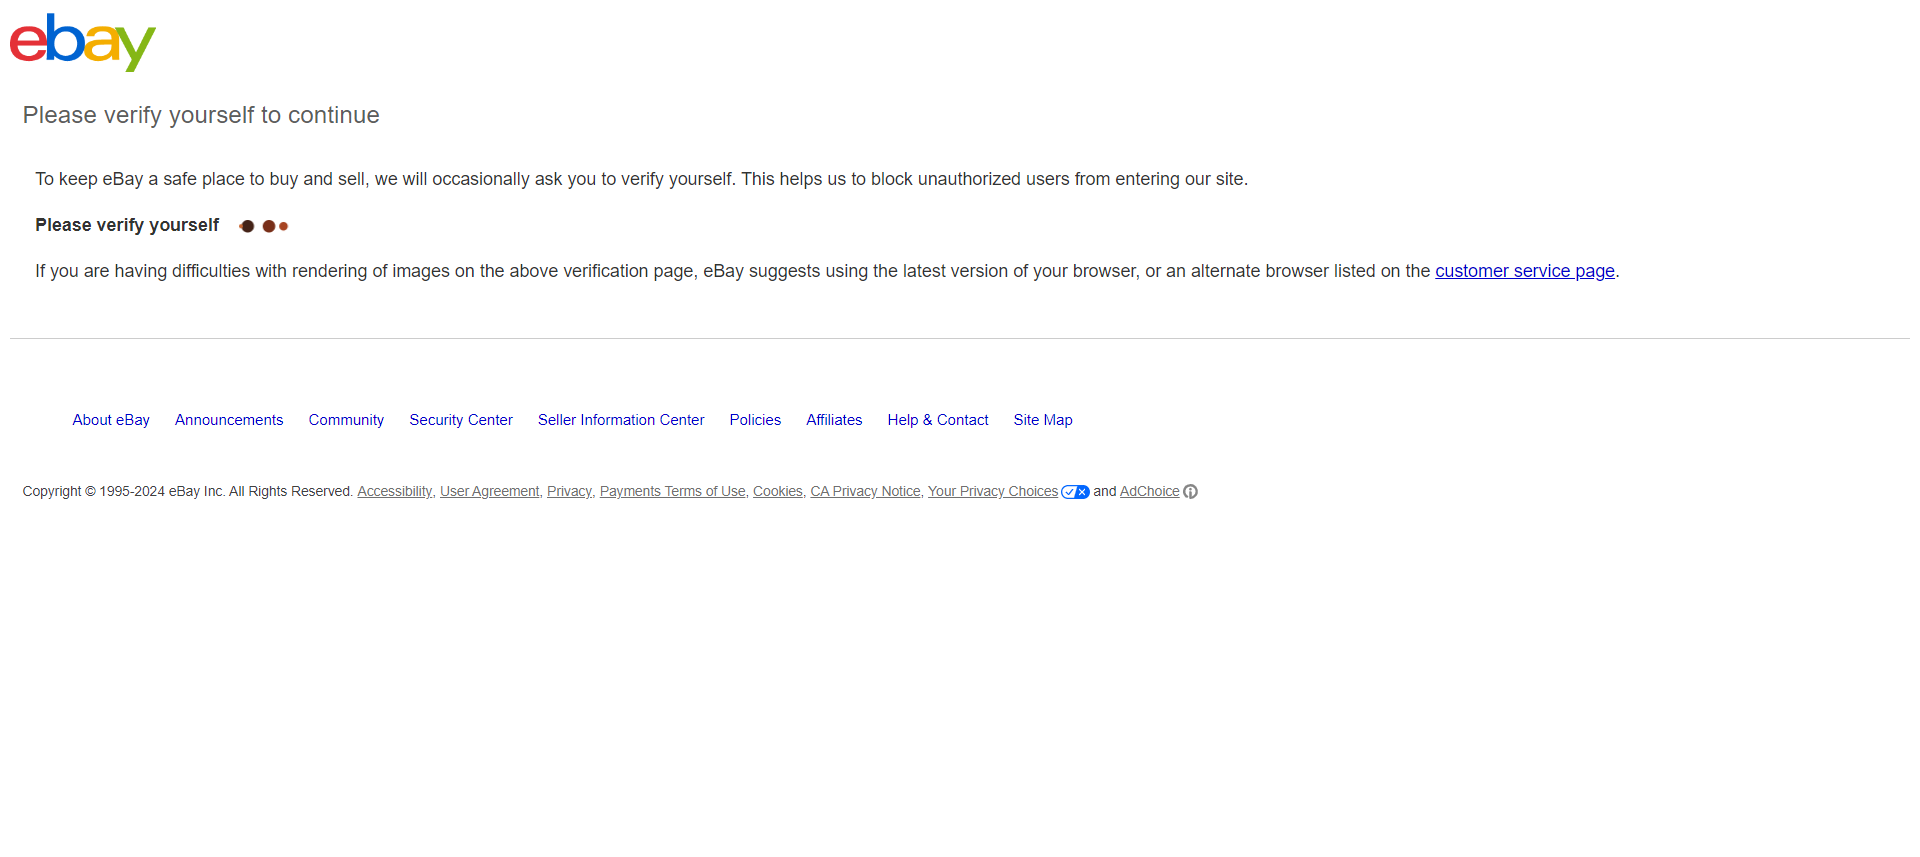 ebay
Please verify yourself to continue
To keep eBay a safe place to buy and sell, we will occasionally ask you to verify yourself. This helps us to block unauthorized users from entering our site.
Please verify yourself
If you are having difficulties with rendering of images on the above verification page, eBay suggests using the latest version of your browser, or an alternate browser listed on the customer service page.
About eBay Announcements Community Security Center Seller Information Center Policies Affiliates Help & Contact Site Map
Copyright © 1995-2024 eBay Inc. All Rights Reserved. Accessibility, User Agreement, Privacy, Payments Terms of Use, Cookies, CA Privacy Notice, Your Privacy Choices and AdChoice